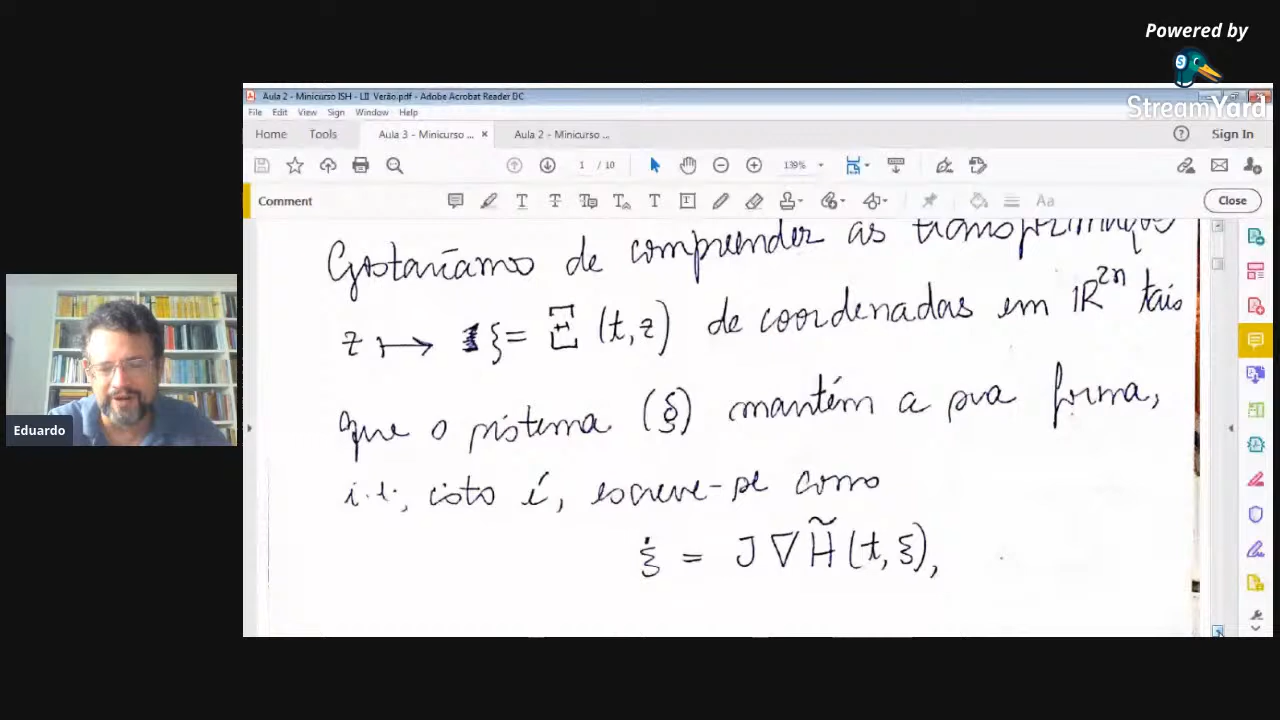 Powered by
StreamYard
Aula 2 - Minicurso ISH - LII Verão.pdf - Adobe Acrobat Reader DC
File Edit View Sign Window Help
Home Tools Aula 3 - Minicurso ... × Aula 2 - Minicurso ... Sign In
1 / 10 139%
Comment Aa Close
Gostaríamos de compreender as transformações
z ↦ ξ = Ξ (t, z) de coordenadas em ℝ²ⁿ tais
que o sistema (§) mantém a sua forma,
i.e., isto é, escreve-se como
ξ̇ = J ∇ H̃ (t, ξ),
Eduardo